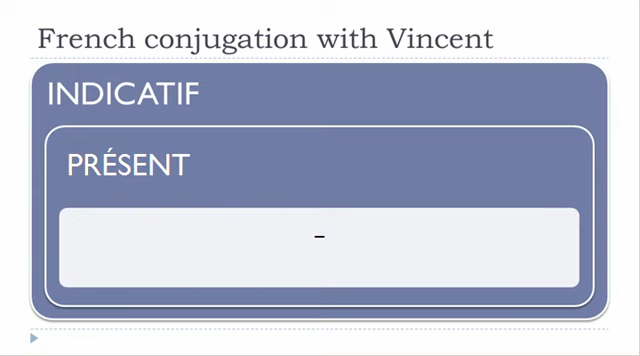 French conjugation with Vincent
INDICATIF
PRÉSENT
–